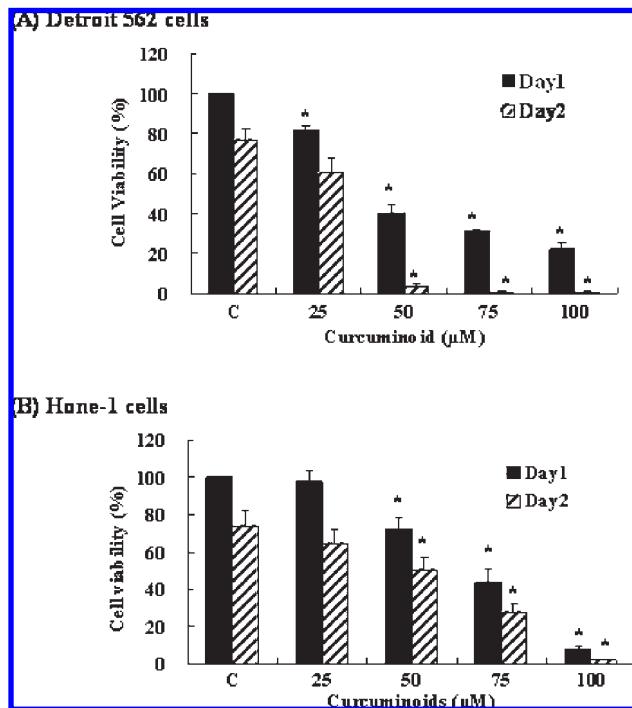 (A) Detroit 562 cells
120
100
80
60
40
20
0
Cell Viability (%)
Day1
Day2
*
*
*
*
*
*
*
C 25 50 75 100
Curcuminoid (µM)
(B) Hone-1 cells
120
100
80
60
40
20
0
Cell viability (%)
Day1
Day2
*
*
*
*
*
*
C 25 50 75 100
Curcuminoids (µM)